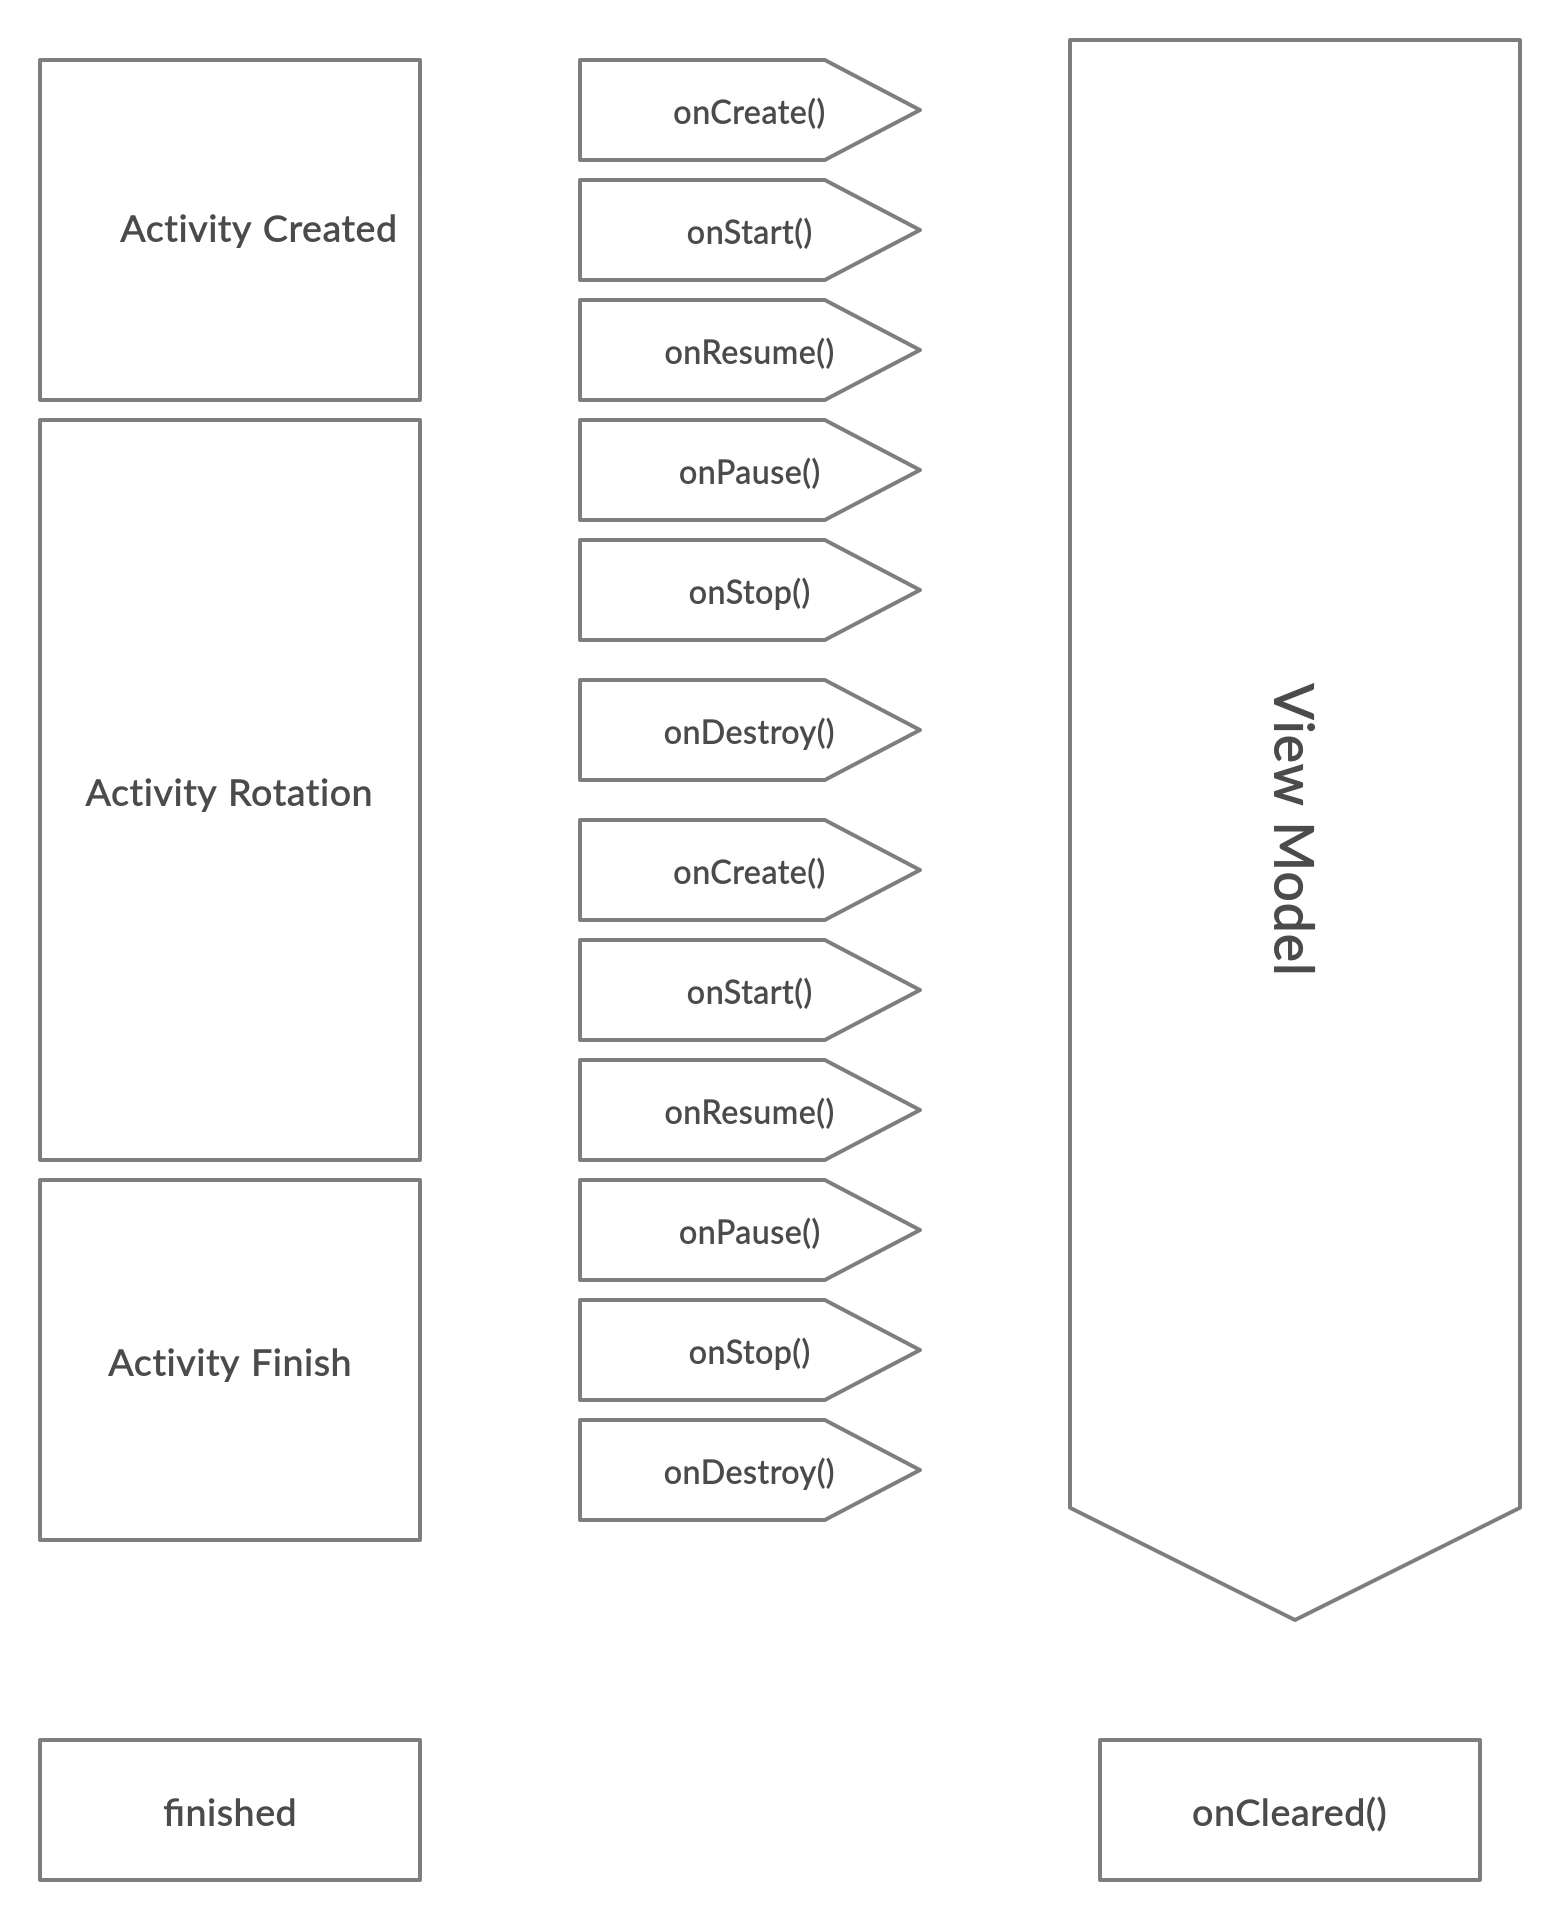 Activity Created
onCreate()
onStart()
onResume()
Activity Rotation
onPause()
onStop()
onDestroy()
onCreate()
onStart()
onResume()
Activity Finish
onPause()
onStop()
onDestroy()
View Model
finished
onCleared()